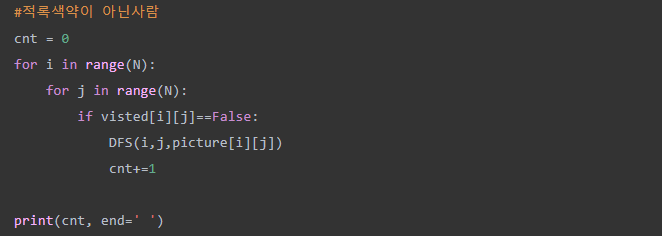 #적록색약이 아닌사람
cnt = 0
for i in range(N):
    for j in range(N):
        if visted[i][j]==False:
            DFS(i,j,picture[i][j])
            cnt+=1

print(cnt, end=' ')